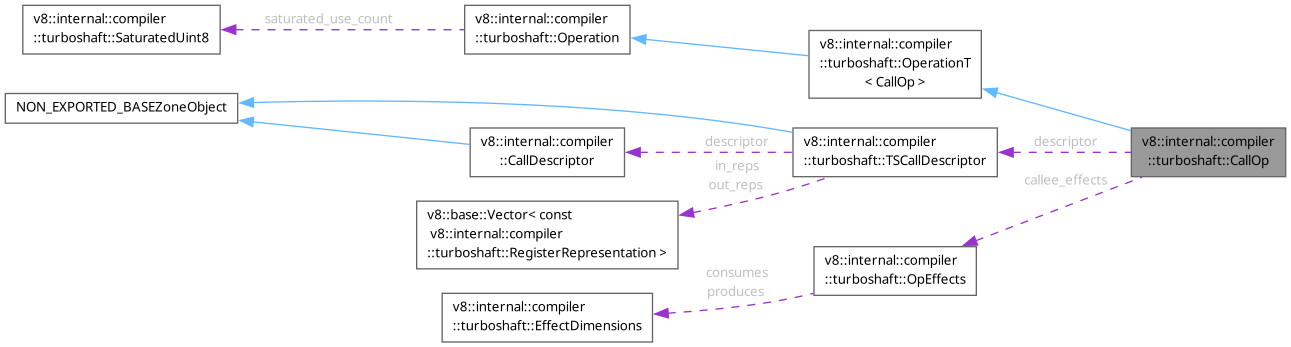 v8::internal::compiler
::turboshaft::SaturatedUint8
saturated_use_count
v8::internal::compiler
::turboshaft::Operation
v8::internal::compiler
::turboshaft::OperationT
< CallOp >
NON_EXPORTED_BASEZoneObject
v8::internal::compiler
::CallDescriptor
descriptor
v8::internal::compiler
::turboshaft::TSCallDescriptor
descriptor
v8::internal::compiler
::turboshaft::CallOp
in_reps
out_reps
callee_effects
v8::base::Vector< const
v8::internal::compiler
::turboshaft::RegisterRepresentation >
v8::internal::compiler
::turboshaft::OpEffects
consumes
produces
v8::internal::compiler
::turboshaft::EffectDimensions